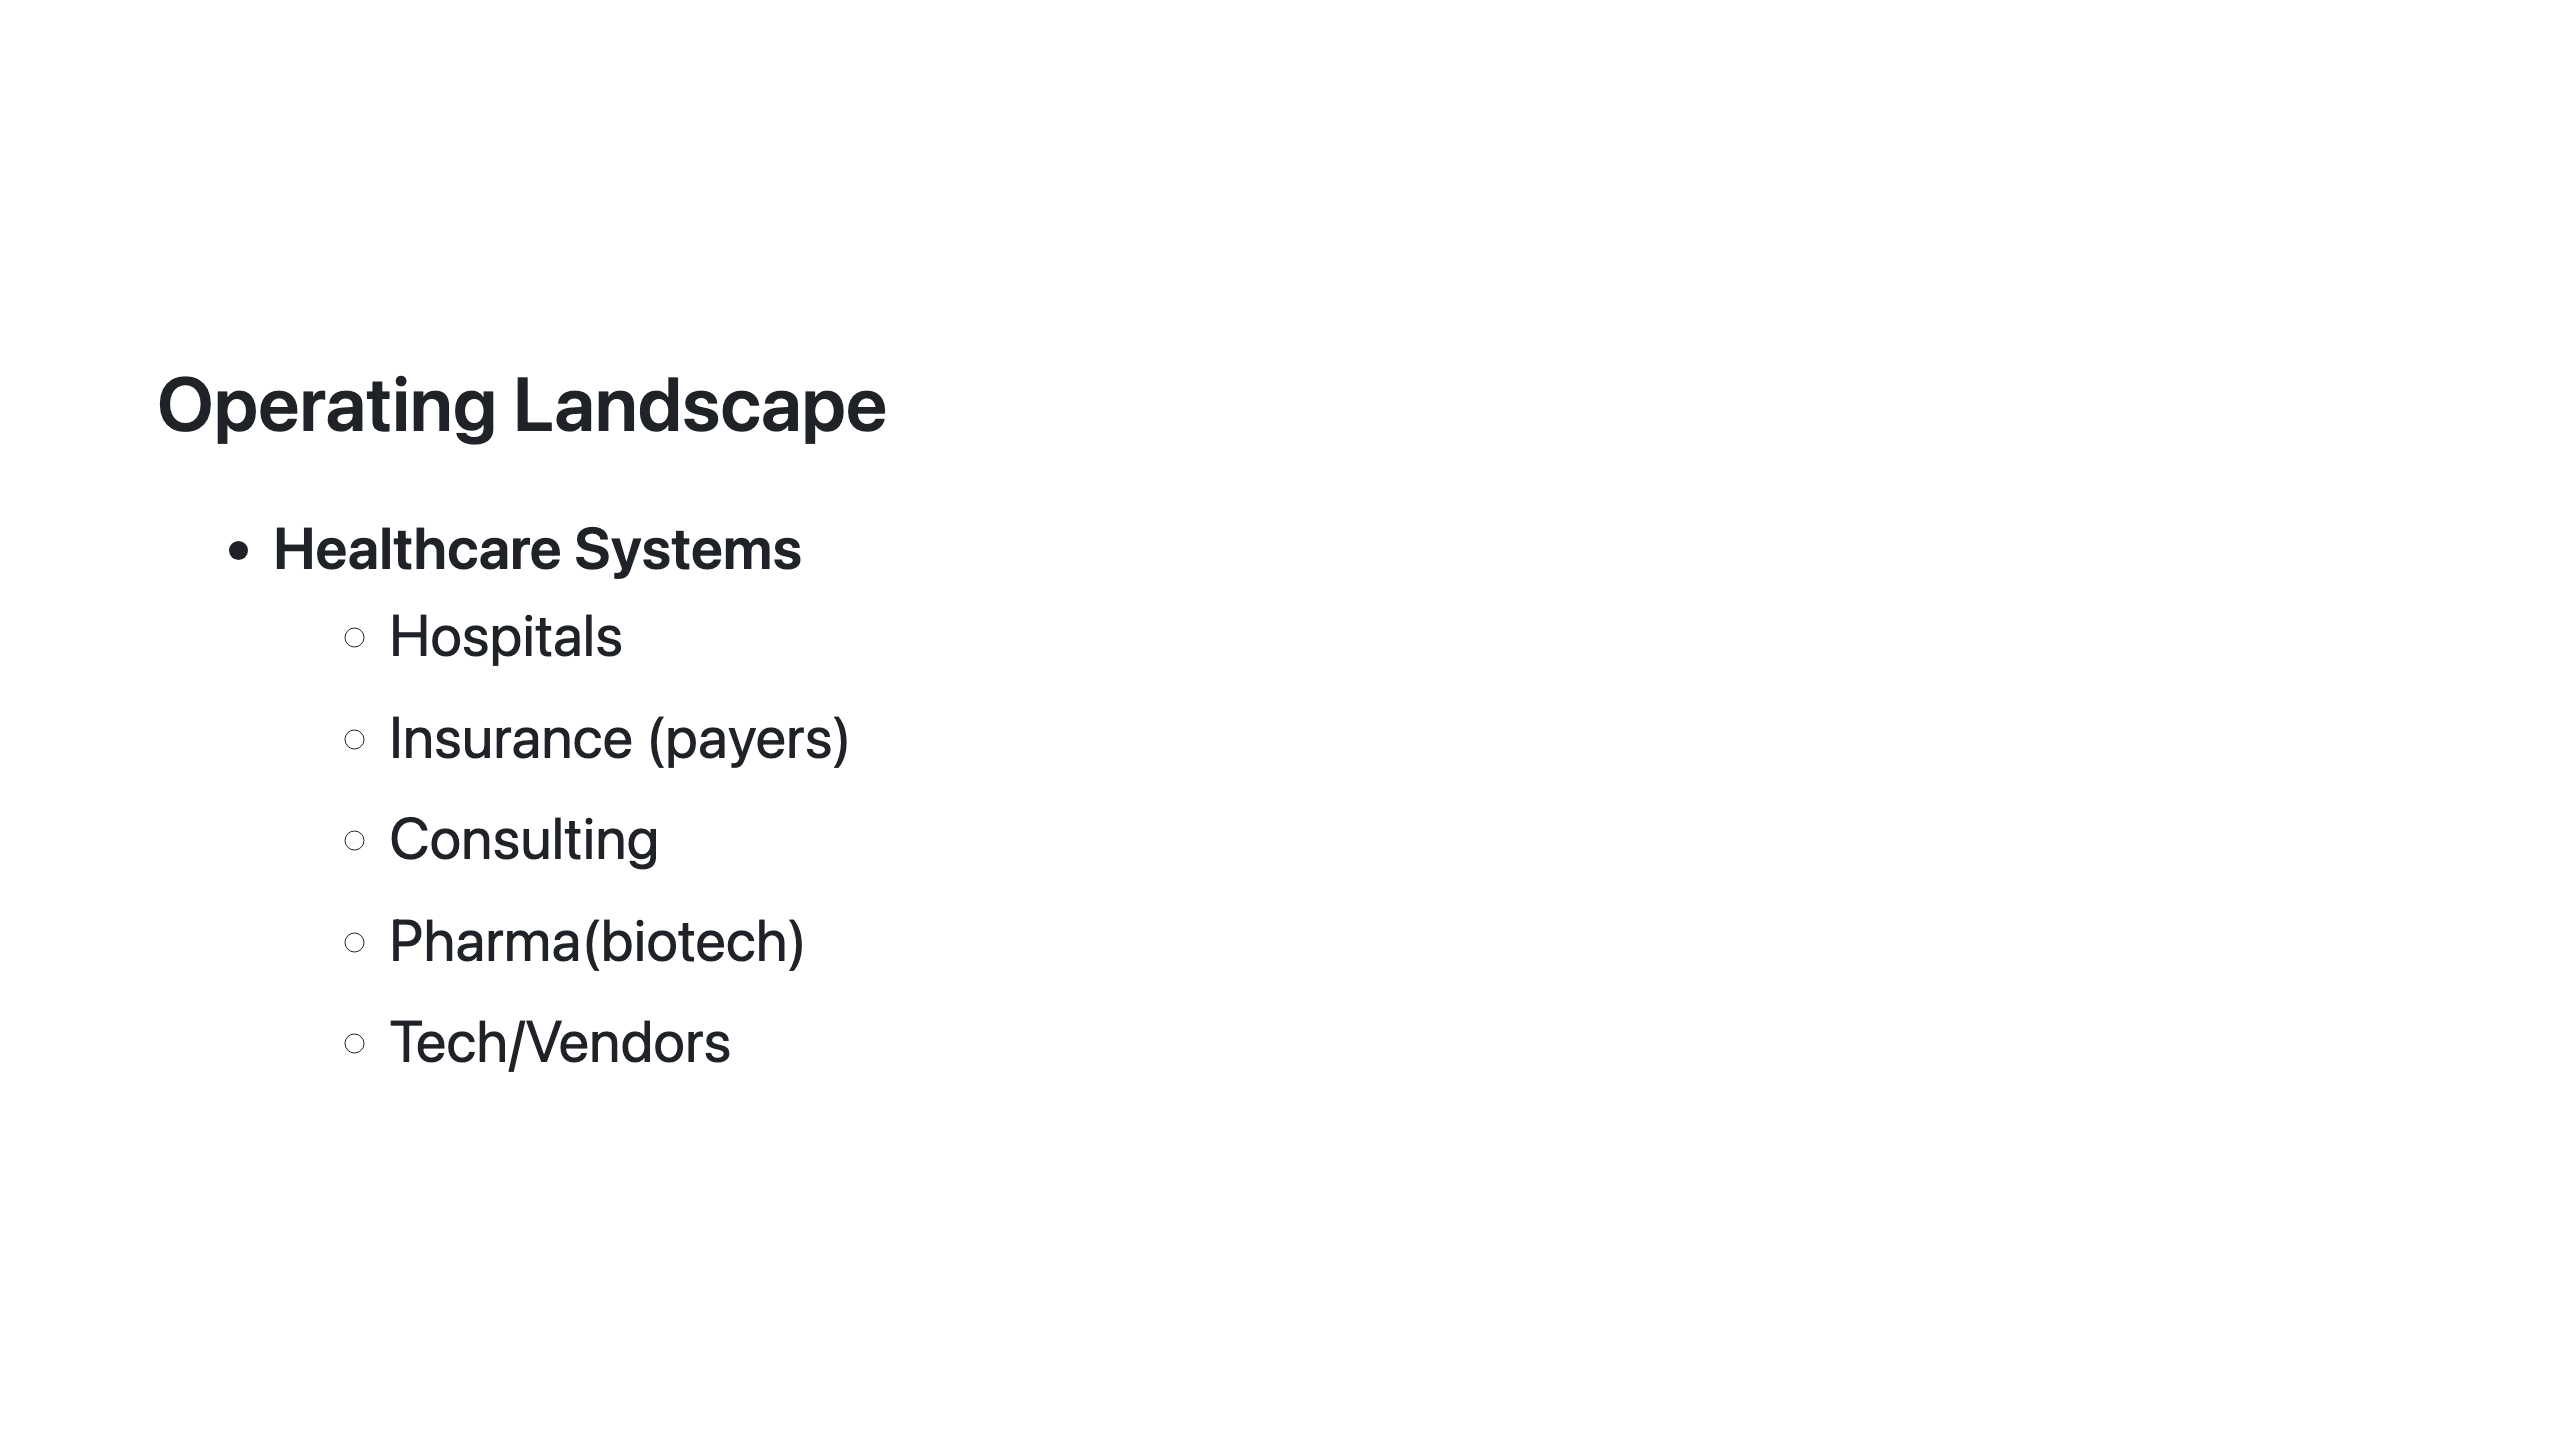 Operating Landscape
Healthcare Systems
Hospitals
Insurance (payers)
Consulting
Pharma(biotech)
Tech/Vendors